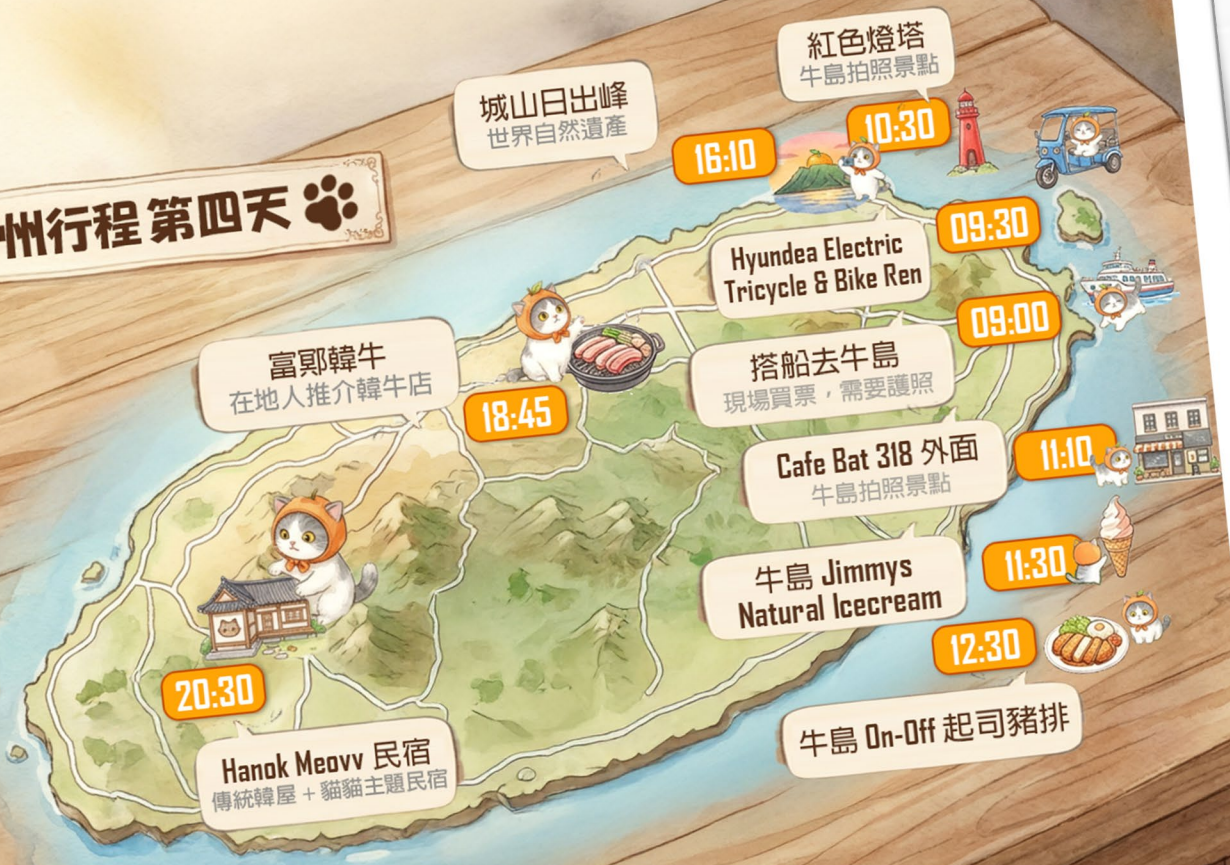 州行程 第四天
紅色燈塔
牛島拍照景點
10:30
城山日出峰
世界自然遺產
16:10
Hyundea Electric
Tricycle & Bike Ren
09:30
搭船去牛島
現場買票，需要護照
09:00
富鄍韓牛
在地人推介韓牛店
18:45
Cafe Bat 318 外面
牛島拍照景點
11:10
牛島 Jimmys
Natural Icecream
11:30
12:30
牛島 On-Off 起司豬排
20:30
Hanok Meovv 民宿
傳統韓屋 + 貓貓主題民宿